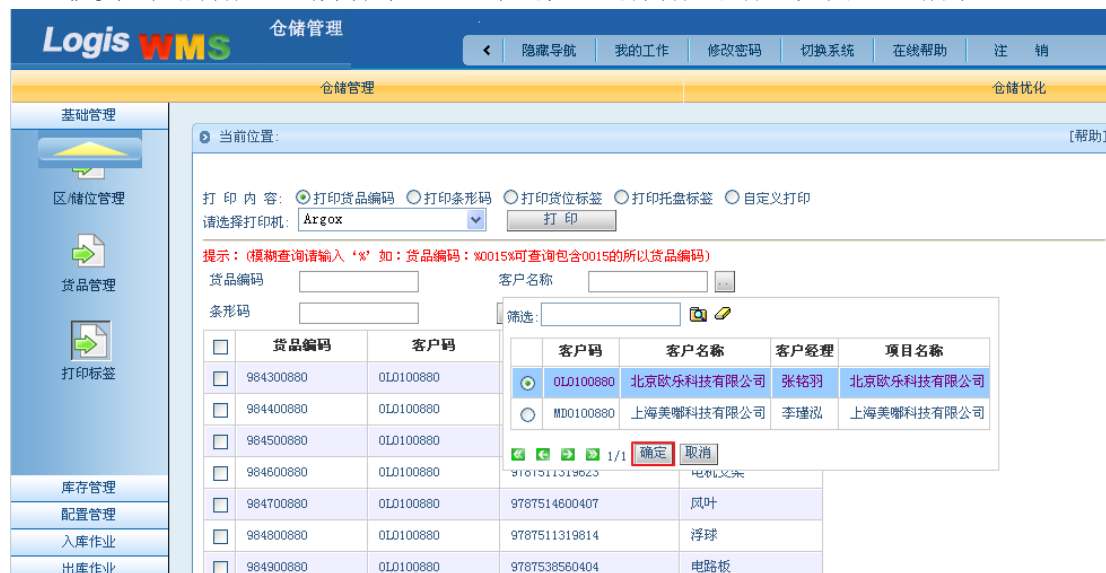 Logis WMS
仓储管理
隐藏导航 我的工作 修改密码 切换系统 在线帮助 注 销
仓储管理 仓储优化
基础管理
当前位置: [帮助]
区/储位管理
打 印 内 容: 打印货品编码 打印条形码 打印货位标签 打印托盘标签 自定义打印
请选择打印机: Argox 打 印
提示：(模糊查询请输入‘%’如：货品编码：%0015%可查询包含0015的所以货品编码)
货品管理
货品编码 客户名称 ..
条形码
筛选:
货品编码 客户码
客户码 客户名称 客户经理 项目名称
打印标签
984300880 0L0100880
0L0100880 北京欧乐科技有限公司 张铭羽 北京欧乐科技有限公司
984400880 0L0100880
MD0100880 上海美嘟科技有限公司 李瑾泓 上海美嘟科技有限公司
984500880 0L0100880
1/1 确定 取消
984600880 0L0100880 9787511319623
库存管理
984700880 0L0100880 9787514600407 风叶
配置管理
984800880 0L0100880 9787511319814 浮球
入库作业
984900880 0L0100880 9787538560404 电路板
出库作业